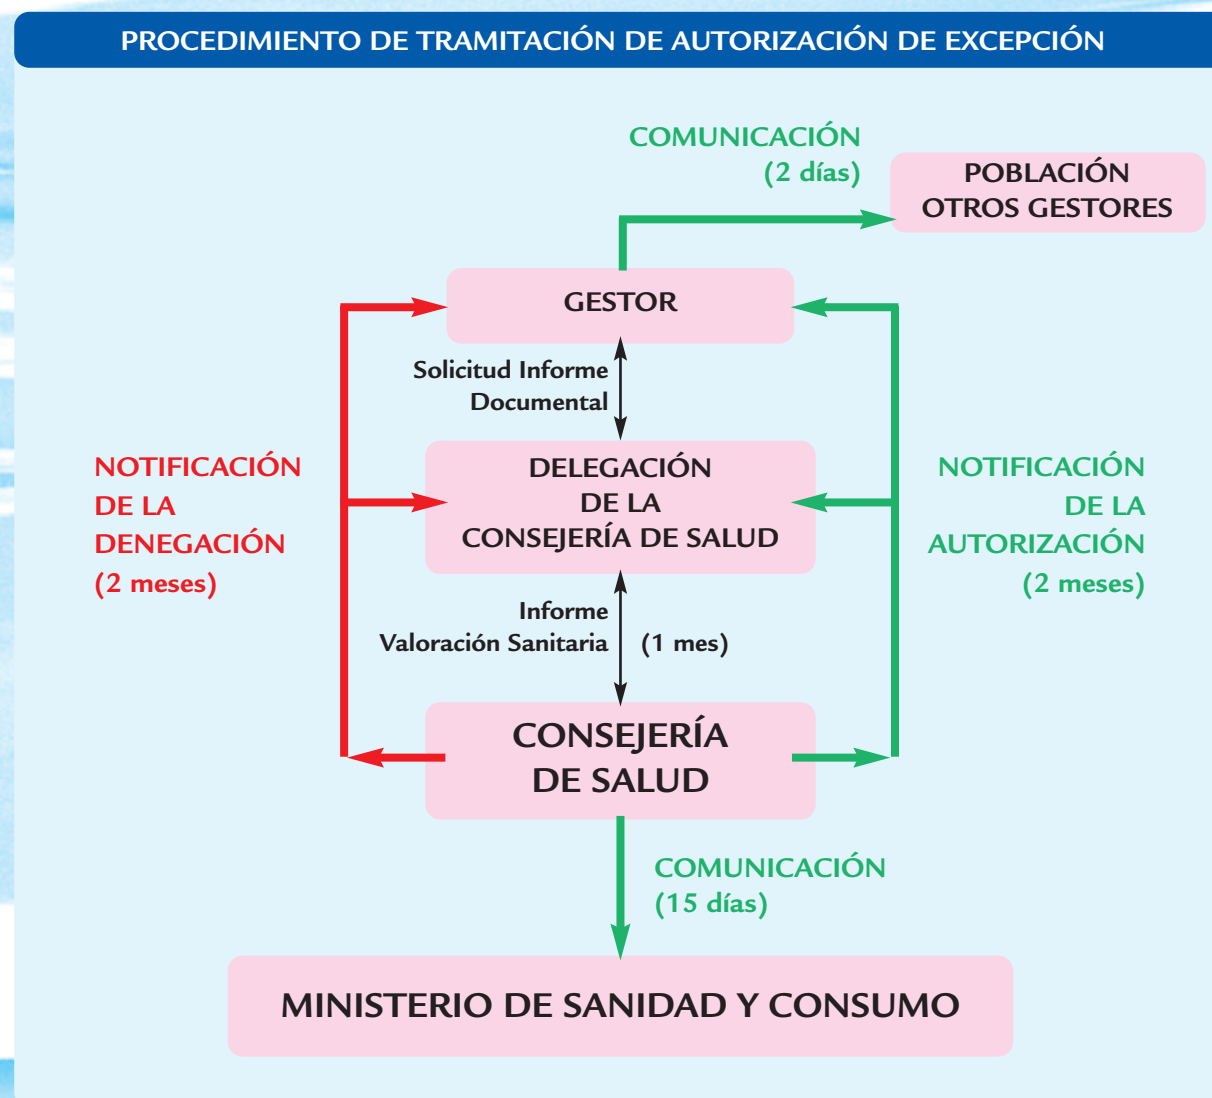 PROCEDIMIENTO DE TRAMITACIÓN DE AUTORIZACIÓN DE EXCEPCIÓN
COMUNICACIÓN
(2 días)
POBLACIÓN
OTROS GESTORES
GESTOR
Solicitud Informe
Documental
NOTIFICACIÓN
DE LA
DENEGACIÓN
(2 meses)
DELEGACIÓN
DE LA
CONSEJERÍA DE SALUD
NOTIFICACIÓN
DE LA
AUTORIZACIÓN
(2 meses)
Informe
Valoración Sanitaria (1 mes)
CONSEJERÍA
DE SALUD
COMUNICACIÓN
(15 días)
MINISTERIO DE SANIDAD Y CONSUMO